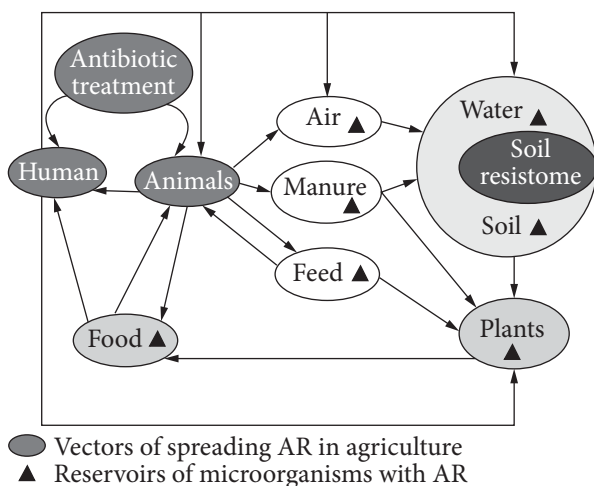 Antibiotic
treatment
Air
Water
Human
Animals
Manure
Soil
resistome
Soil
Feed
Food
Plants
Vectors of spreading AR in agriculture
Reservoirs of microorganisms with AR